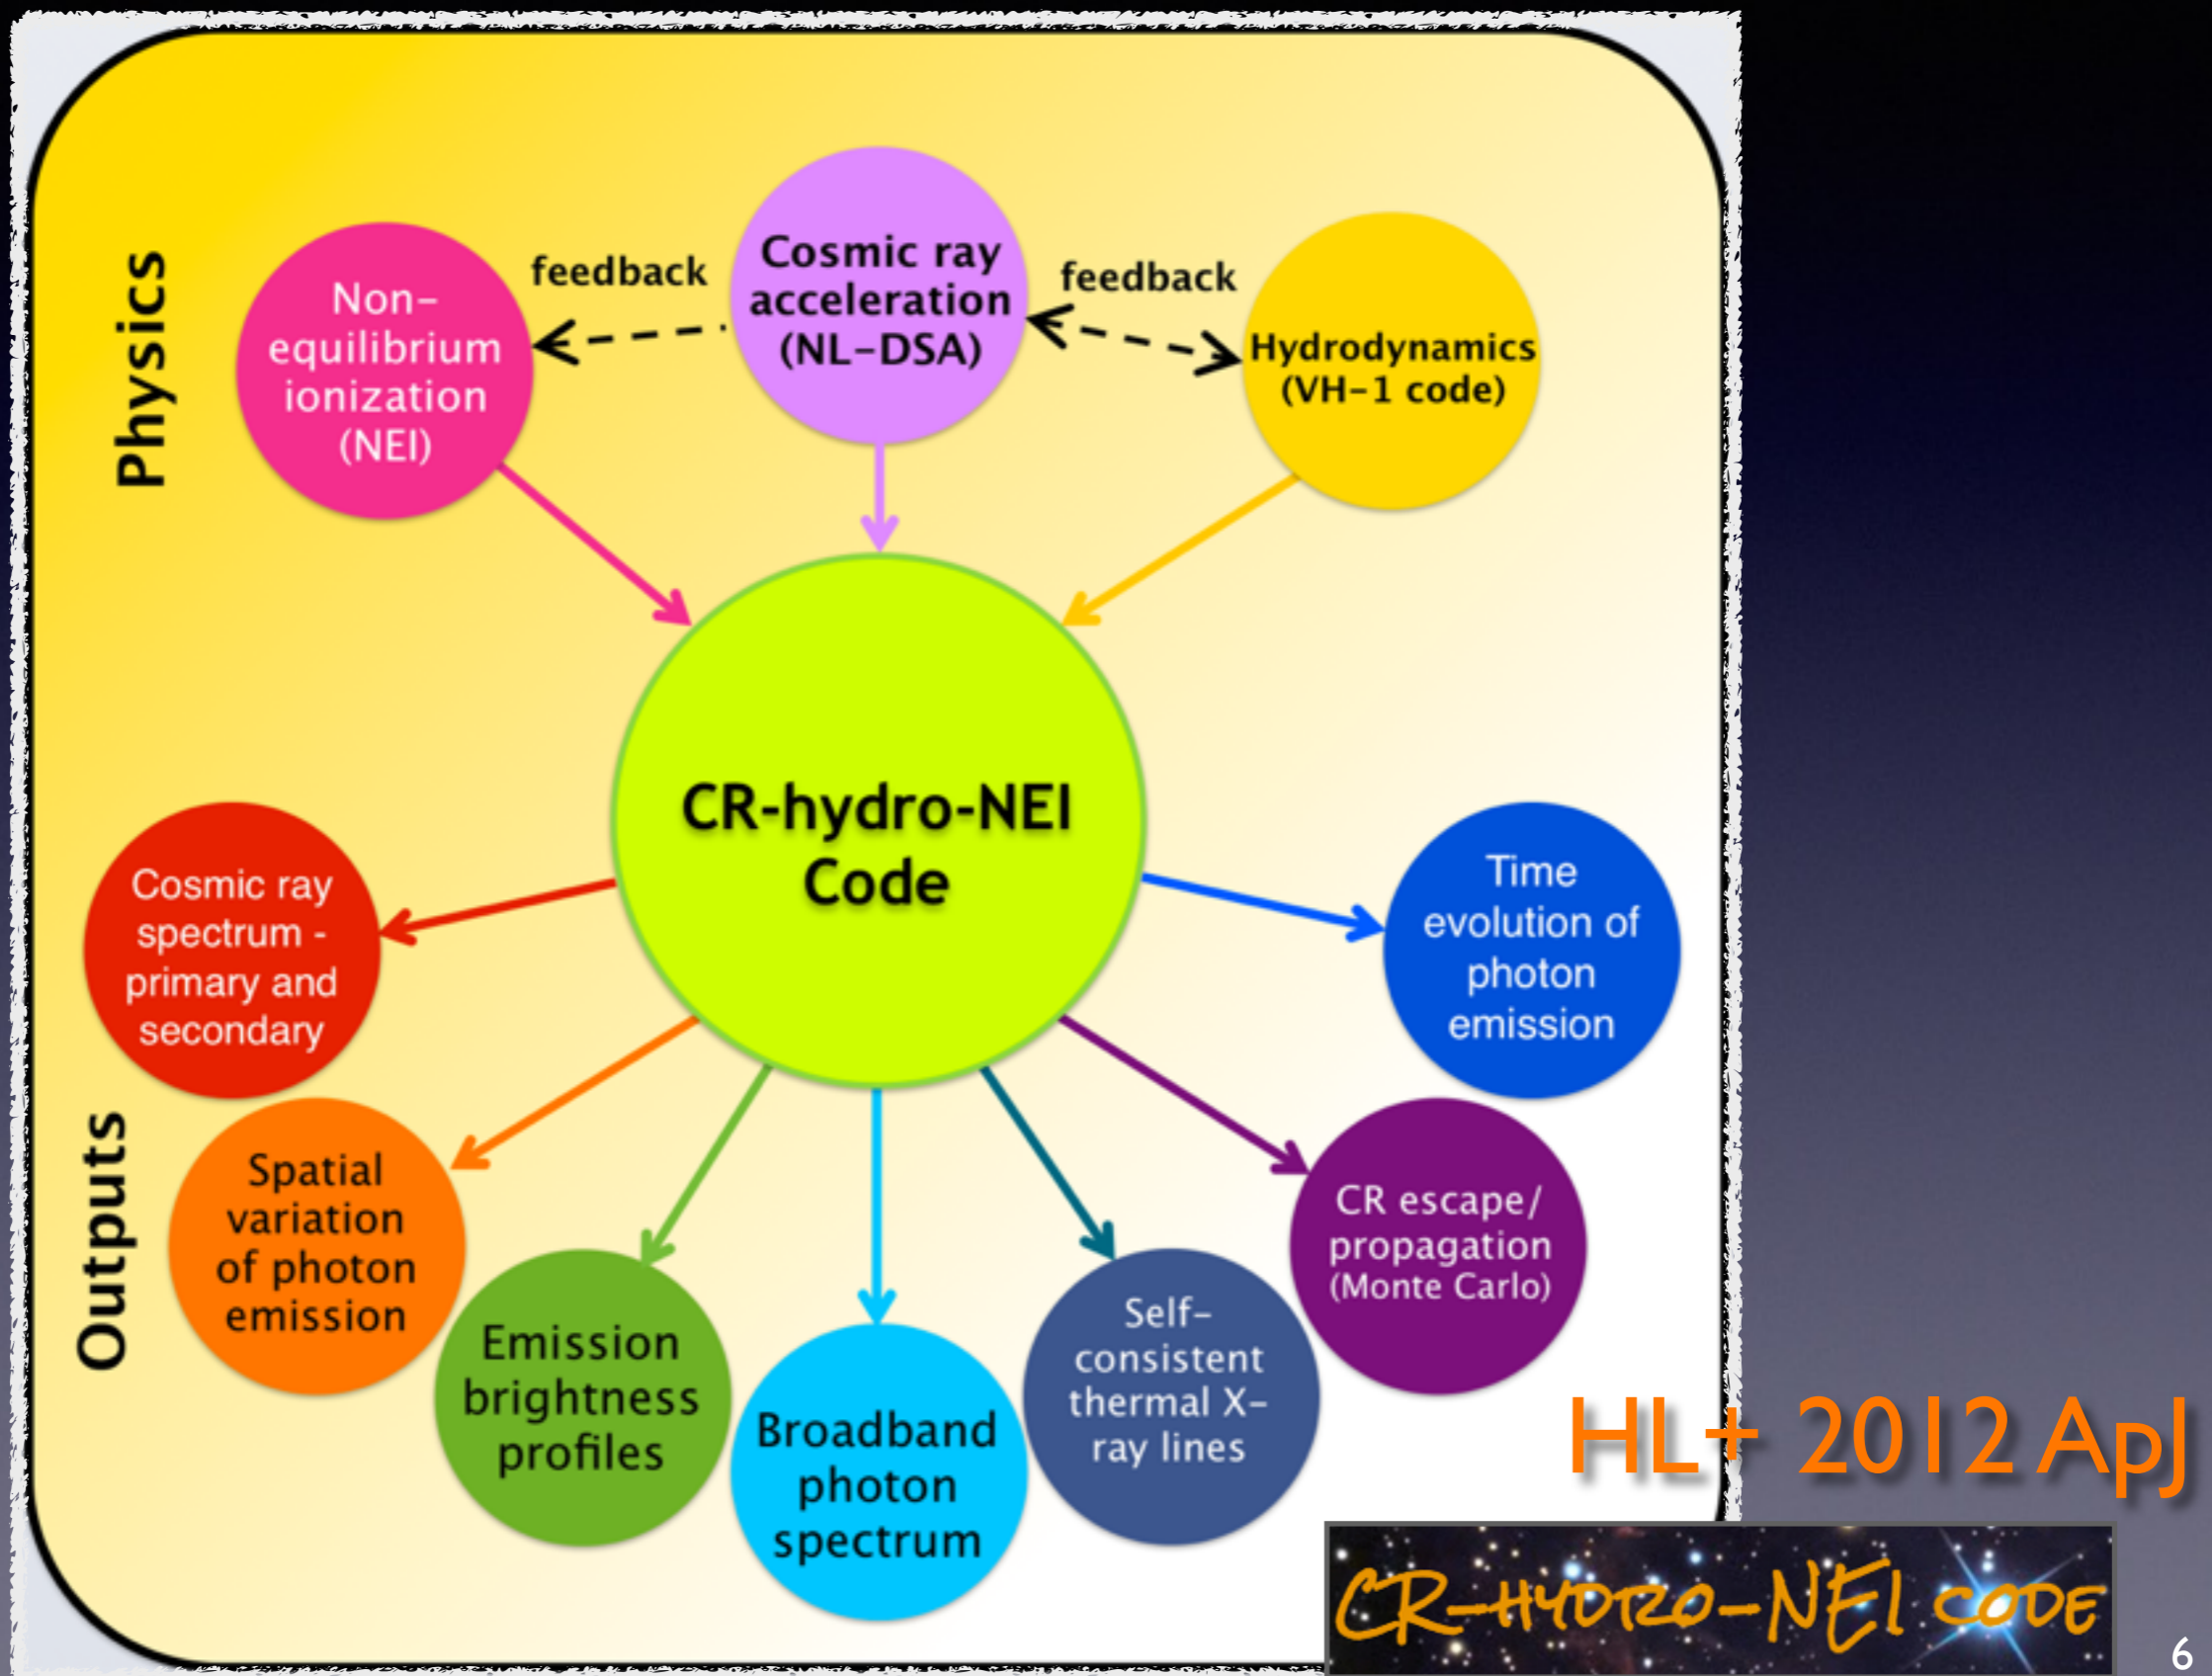 Physics
Non-
equilibrium
ionization
(NEI)
feedback
Cosmic ray
acceleration
(NL-DSA)
feedback
Hydrodynamics
(VH-1 code)
CR-hydro-NEI
Code
Outputs
Cosmic ray
spectrum -
primary and
secondary
Spatial
variation
of photon
emission
Emission
brightness
profiles
Broadband
photon
spectrum
Self-
consistent
thermal X-
ray lines
CR escape/
propagation
(Monte Carlo)
Time
evolution of
photon
emission
HL+ 2012 ApJ
CR-HYDRO-NEI CODE
6